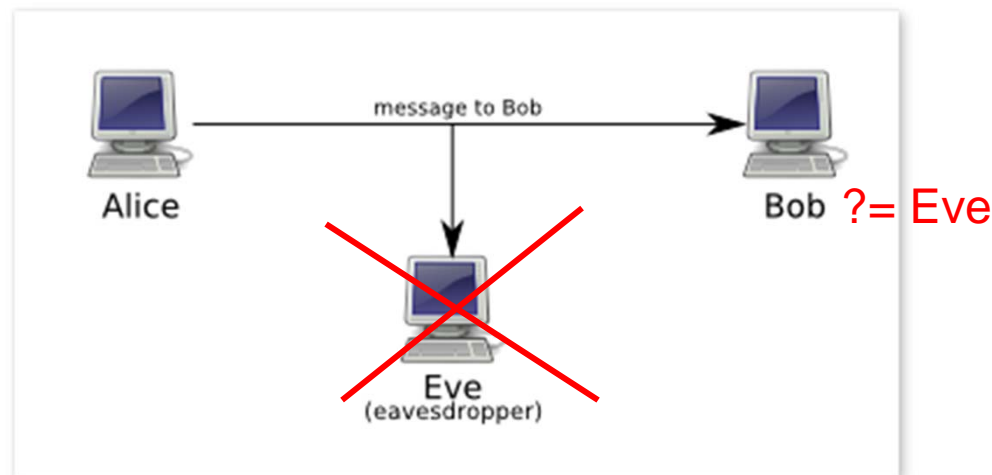 message to Bob
Alice
Bob ?= Eve
Eve
(eavesdropper)